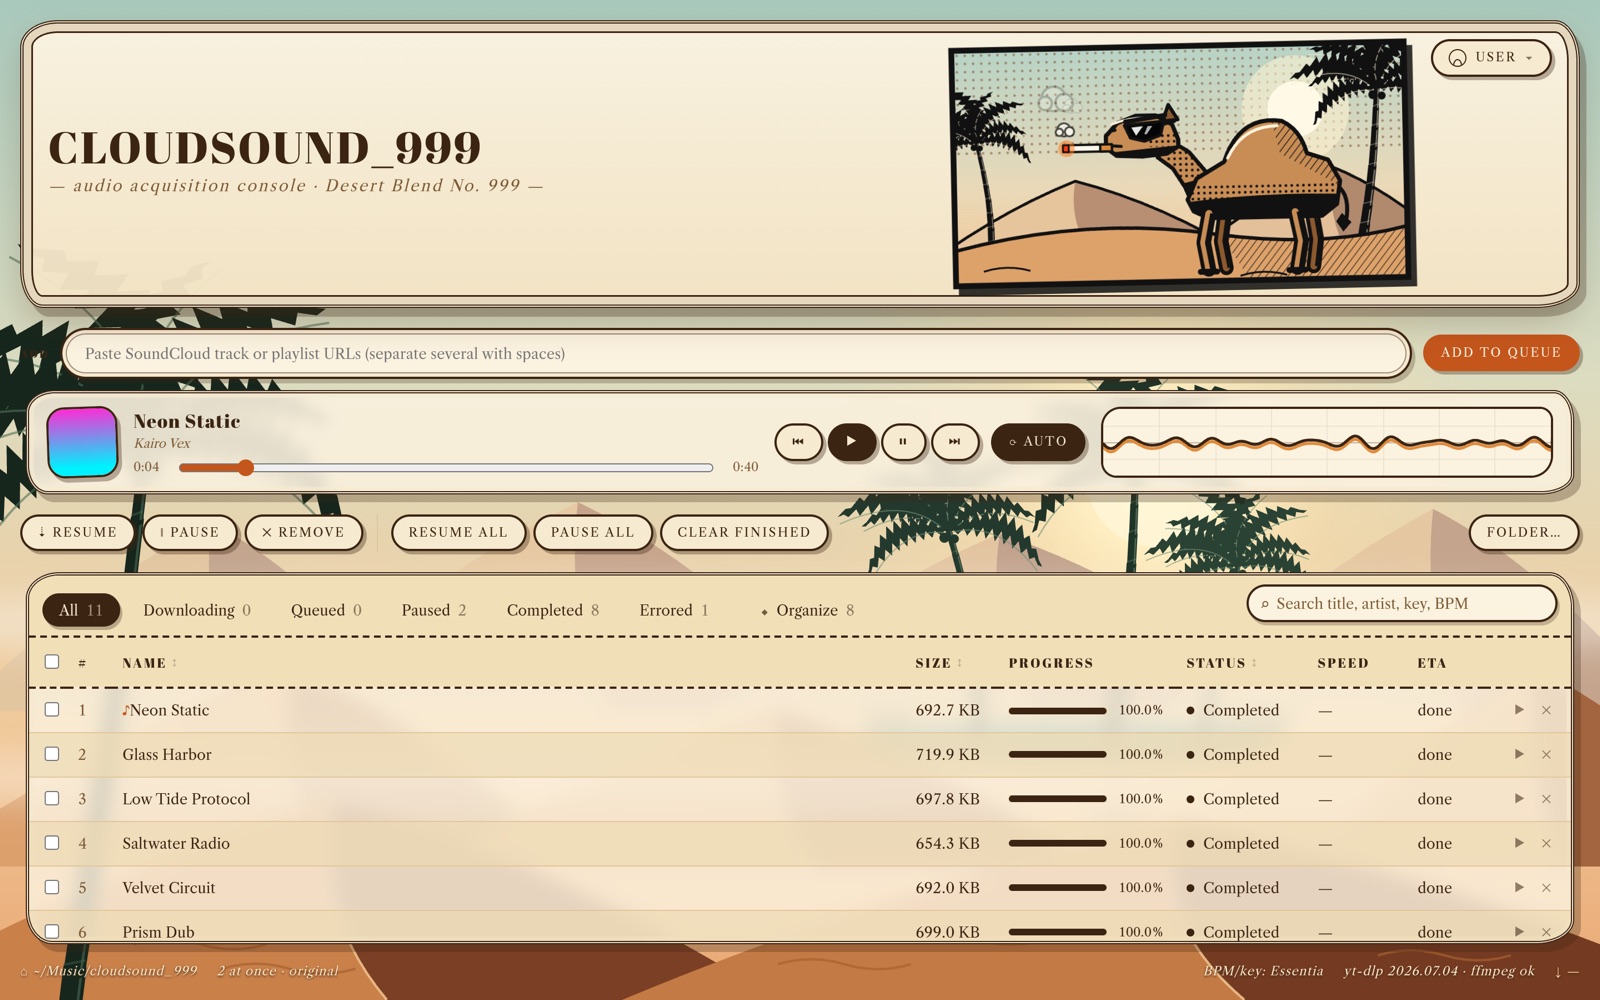 USER
CLOUDSOUND_999
— audio acquisition console · Desert Blend No. 999 —
Paste SoundCloud track or playlist URLs (separate several with spaces)
ADD TO QUEUE
Neon Static
Kairo Vex
0:04
0:40
AUTO
RESUME
PAUSE
REMOVE
RESUME ALL
PAUSE ALL
CLEAR FINISHED
FOLDER…
All 11 Downloading 0 Queued 0 Paused 2 Completed 8 Errored 1 Organize 8
Search title, artist, key, BPM
# NAME SIZE PROGRESS STATUS SPEED ETA
1 ♪Neon Static 692.7 KB 100.0% Completed — done
2 Glass Harbor 719.9 KB 100.0% Completed — done
3 Low Tide Protocol 697.8 KB 100.0% Completed — done
4 Saltwater Radio 654.3 KB 100.0% Completed — done
5 Velvet Circuit 692.0 KB 100.0% Completed — done
6 Prism Dub 699.0 KB 100.0% Completed — done
~/Music/cloudsound_999 2 at once · original BPM/key: Essentia yt-dlp 2026.07.04 · ffmpeg ok ↓ —